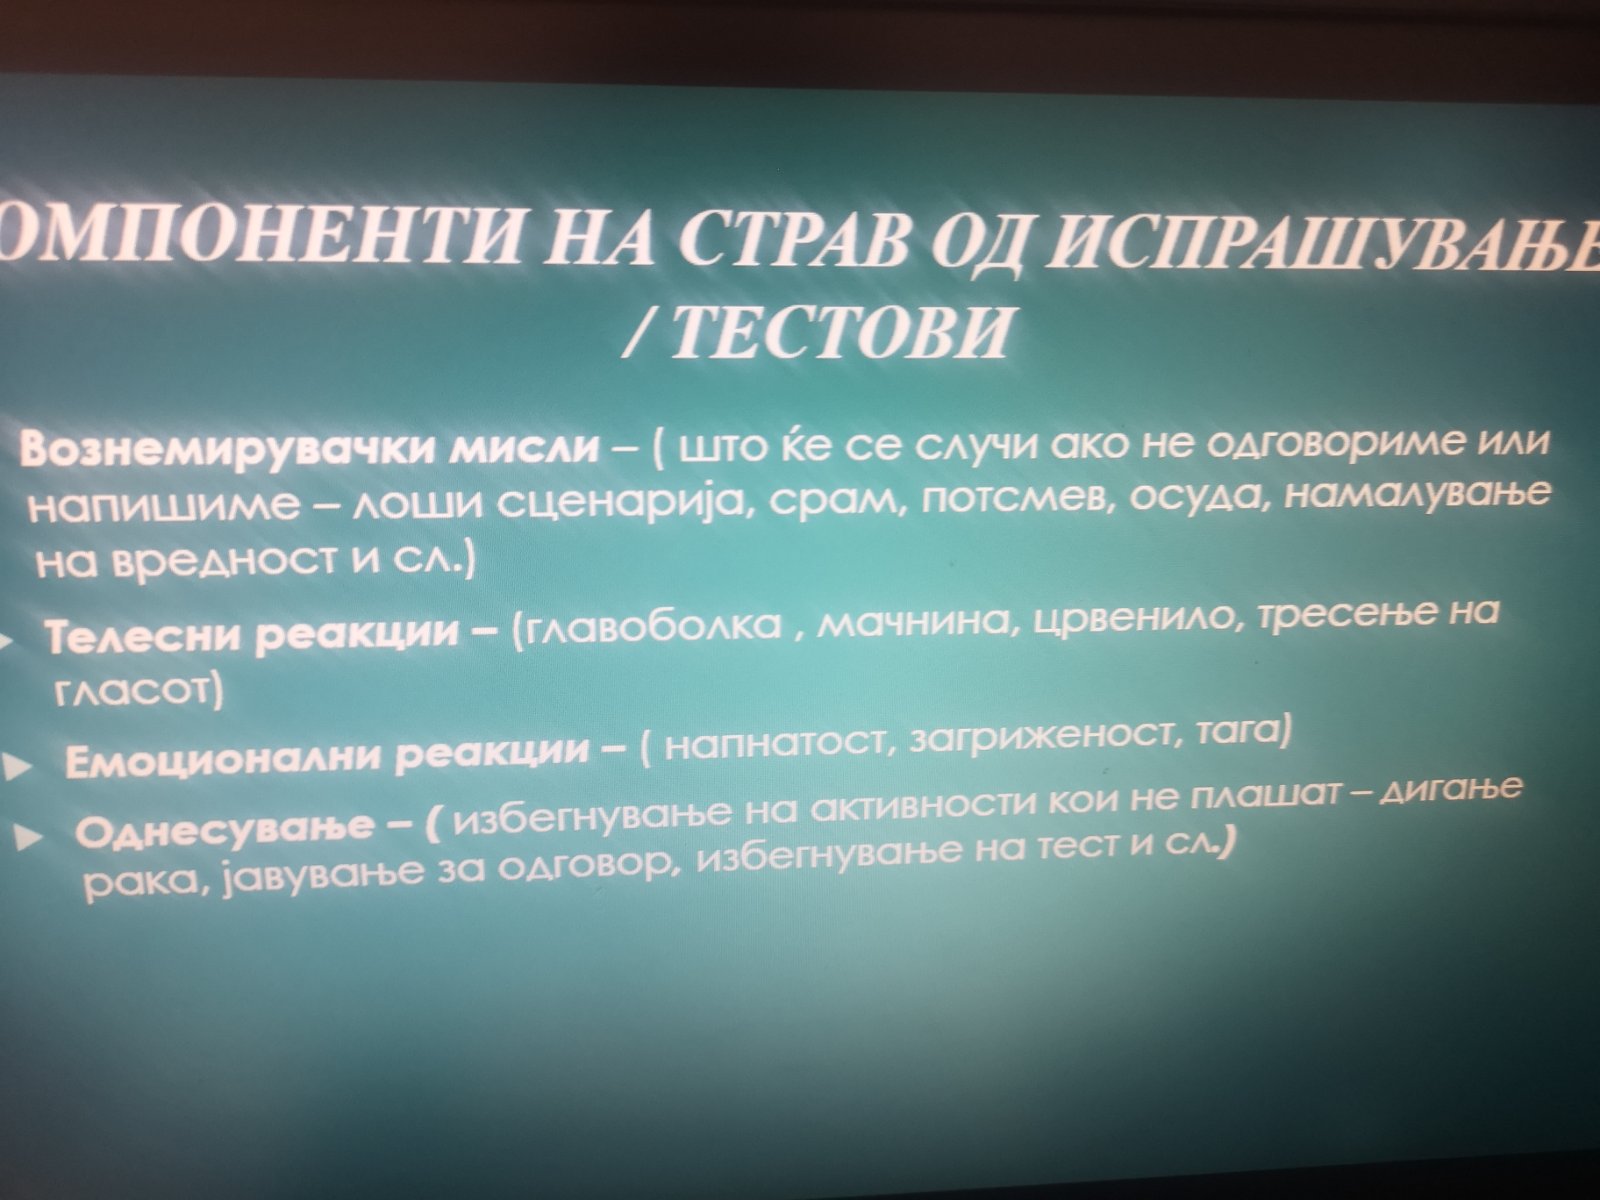 ОМПОНЕНТИ НА СТРАВ ОД ИСПРАШУВАЊЕ
/ ТЕСТОВИ
Вознемирувачки мисли – ( што ќе се случи ако не одговориме или
напишиме – лоши сценарија, срам, потсмев, осуда, намалување
на вредност и сл.)
Телесни реакции – (главоболка , мачнина, црвенило, тресење на
гласот)
Емоционални реакции – ( напнатост, загриженост, тага)
Однесување – ( избегнување на активности кои не плашат – дигање
рака, јавување за одговор, избегнување на тест и сл.)